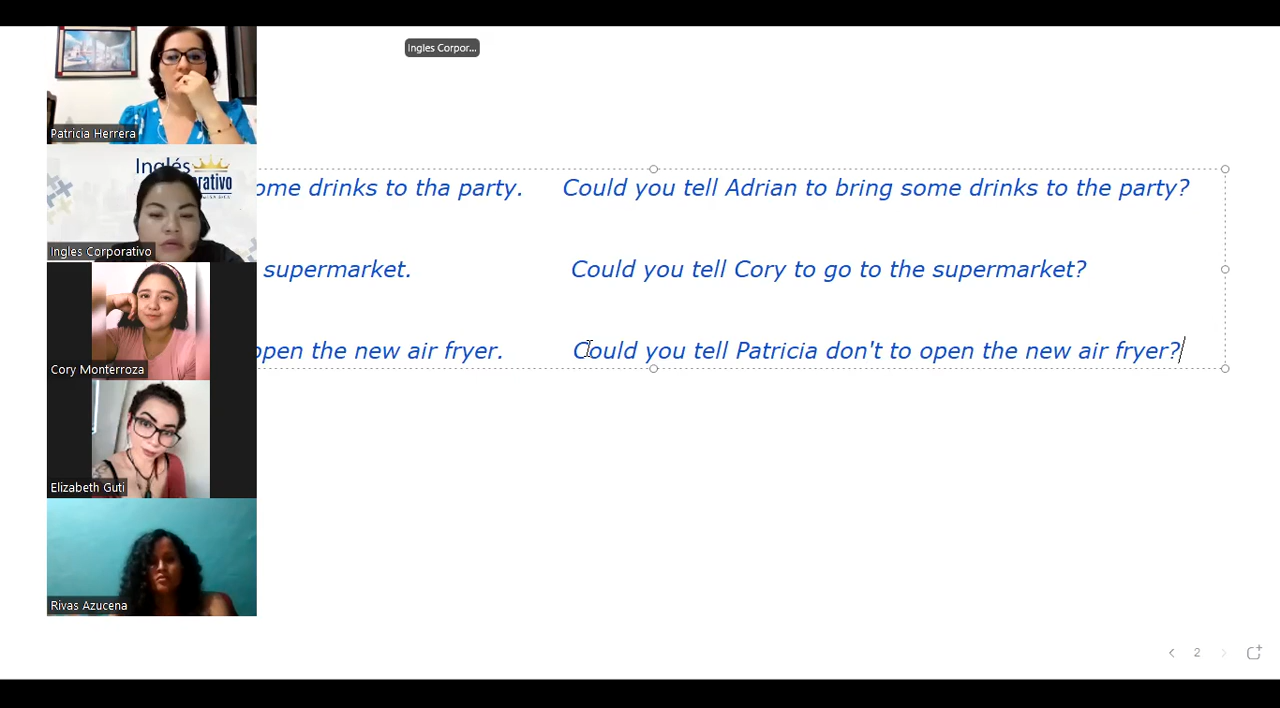 Ingles Corpor...
Patricia Herrera
Inglés
Ingles Corporativo
Cory Monterroza
Elizabeth Guti
Rivas Azucena
ome drinks to tha party. Could you tell Adrian to bring some drinks to the party?
supermarket. Could you tell Cory to go to the supermarket?
open the new air fryer. Could you tell Patricia don't to open the new air fryer?
2